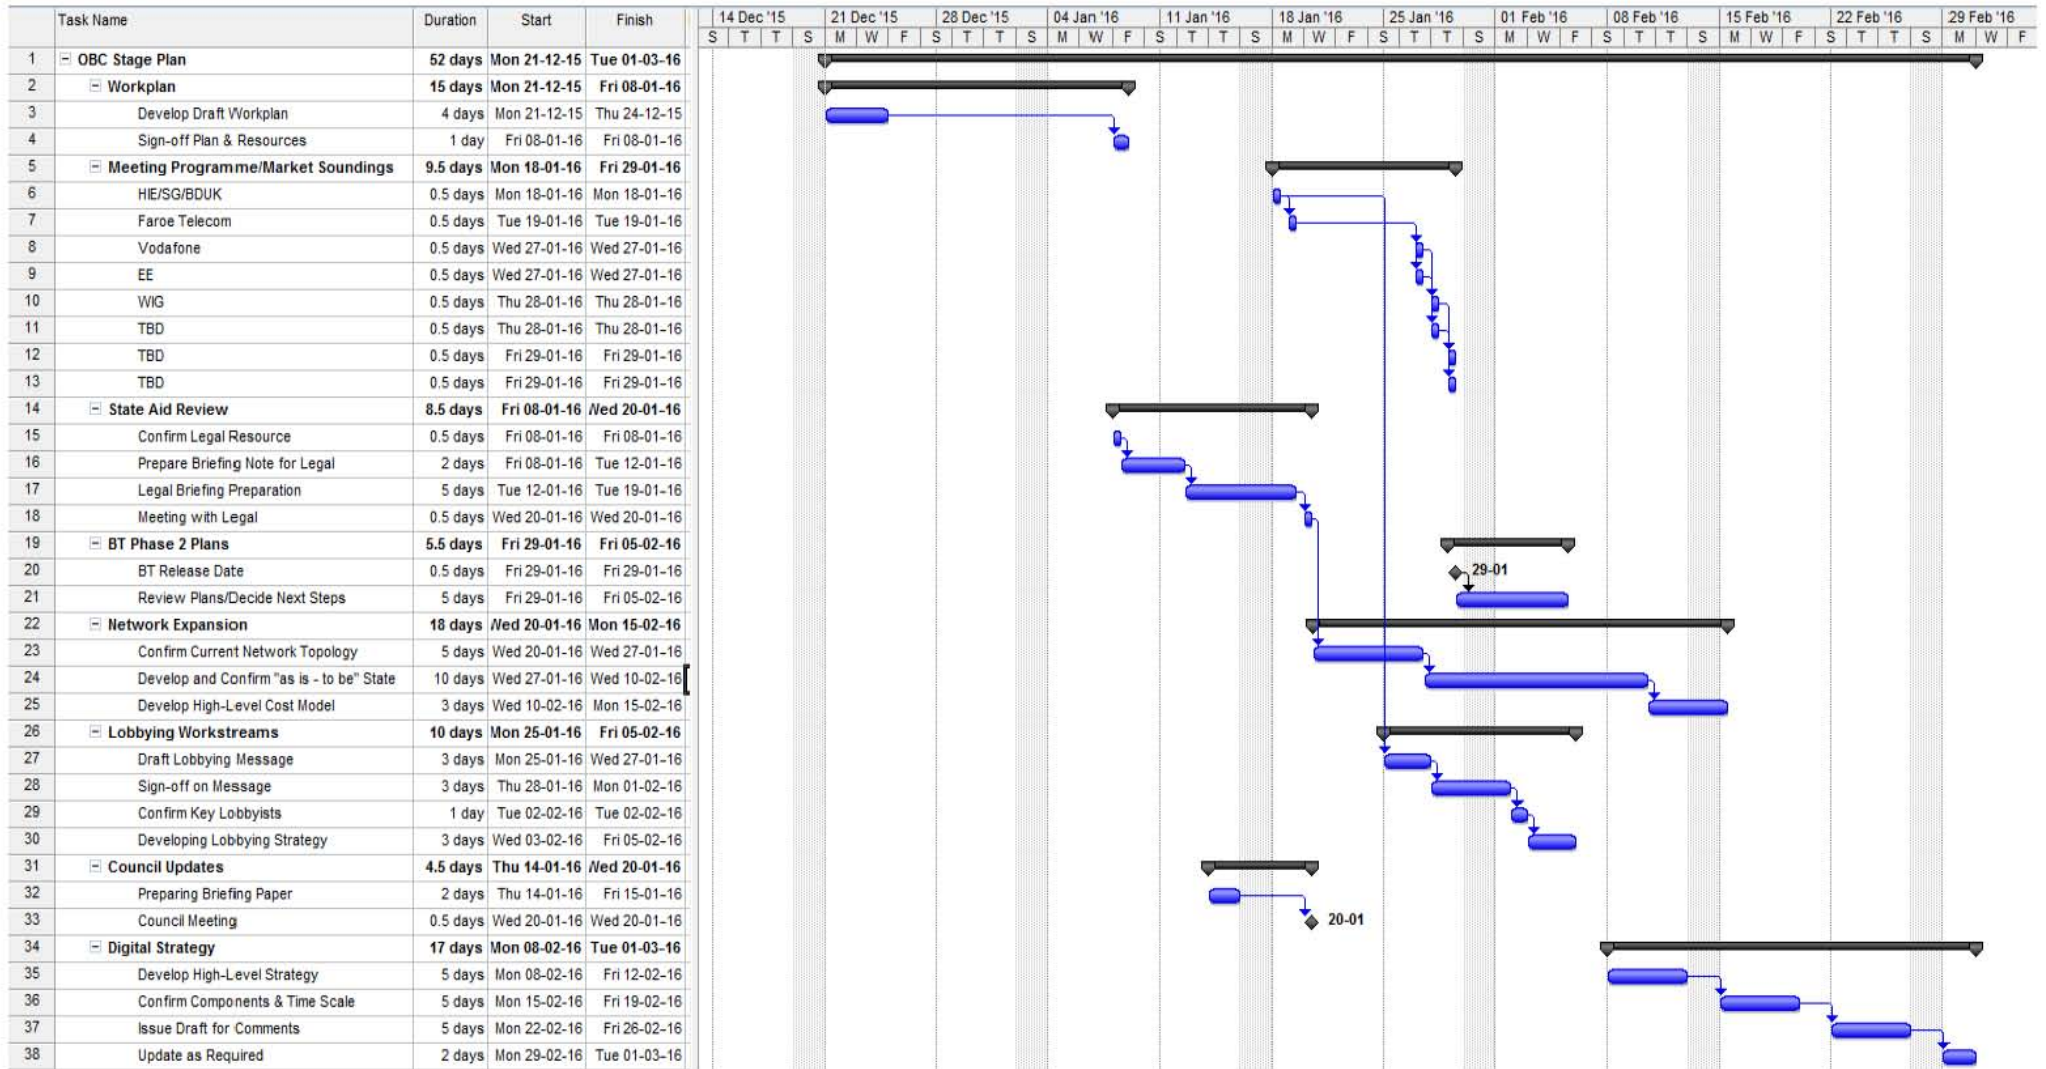 Task Name Duration Start Finish 14 Dec '15 21 Dec '15 28 Dec '15 04 Jan '16 11 Jan '16 18 Jan '16 25 Jan '16 01 Feb '16 08 Feb '16 15 Feb '16 22 Feb '16 29 Feb '16
S T T S M W F S T T S M W F S T T S M W F S T T S M W F S T T S M W F S T T S M W F
1 OBC Stage Plan 52 days Mon 21-12-15 Tue 01-03-16
2 Workplan 15 days Mon 21-12-15 Fri 08-01-16
3 Develop Draft Workplan 4 days Mon 21-12-15 Thu 24-12-15
4 Sign-off Plan & Resources 1 day Fri 08-01-16 Fri 08-01-16
5 Meeting Programme/Market Soundings 9.5 days Mon 18-01-16 Fri 29-01-16
6 HIE/SG/BDUK 0.5 days Mon 18-01-16 Mon 18-01-16
7 Faroe Telecom 0.5 days Tue 19-01-16 Tue 19-01-16
8 Vodafone 0.5 days Wed 27-01-16 Wed 27-01-16
9 EE 0.5 days Wed 27-01-16 Wed 27-01-16
10 WIG 0.5 days Thu 28-01-16 Thu 28-01-16
11 TBD 0.5 days Thu 28-01-16 Thu 28-01-16
12 TBD 0.5 days Fri 29-01-16 Fri 29-01-16
13 TBD 0.5 days Fri 29-01-16 Fri 29-01-16
14 State Aid Review 8.5 days Fri 08-01-16 Wed 20-01-16
15 Confirm Legal Resource 0.5 days Fri 08-01-16 Fri 08-01-16
16 Prepare Briefing Note for Legal 2 days Fri 08-01-16 Tue 12-01-16
17 Legal Briefing Preparation 5 days Tue 12-01-16 Tue 19-01-16
18 Meeting with Legal 0.5 days Wed 20-01-16 Wed 20-01-16
19 BT Phase 2 Plans 5.5 days Fri 29-01-16 Fri 05-02-16
20 BT Release Date 0.5 days Fri 29-01-16 Fri 29-01-16 29-01
21 Review Plans/Decide Next Steps 5 days Fri 29-01-16 Fri 05-02-16
22 Network Expansion 18 days Wed 20-01-16 Mon 15-02-16
23 Confirm Current Network Topology 5 days Wed 20-01-16 Wed 27-01-16
24 Develop and Confirm "as is - to be" State 10 days Wed 27-01-16 Wed 10-02-16
25 Develop High-Level Cost Model 3 days Wed 10-02-16 Mon 15-02-16
26 Lobbying Workstreams 10 days Mon 25-01-16 Fri 05-02-16
27 Draft Lobbying Message 3 days Mon 25-01-16 Wed 27-01-16
28 Sign-off on Message 3 days Thu 28-01-16 Mon 01-02-16
29 Confirm Key Lobbyists 1 day Tue 02-02-16 Tue 02-02-16
30 Developing Lobbying Strategy 3 days Wed 03-02-16 Fri 05-02-16
31 Council Updates 4.5 days Thu 14-01-16 Wed 20-01-16
32 Preparing Briefing Paper 2 days Thu 14-01-16 Fri 15-01-16
33 Council Meeting 0.5 days Wed 20-01-16 Wed 20-01-16 20-01
34 Digital Strategy 17 days Mon 08-02-16 Tue 01-03-16
35 Develop High-Level Strategy 5 days Mon 08-02-16 Fri 12-02-16
36 Confirm Components & Time Scale 5 days Mon 15-02-16 Fri 19-02-16
37 Issue Draft for Comments 5 days Mon 22-02-16 Fri 26-02-16
38 Update as Required 2 days Mon 29-02-16 Tue 01-03-16